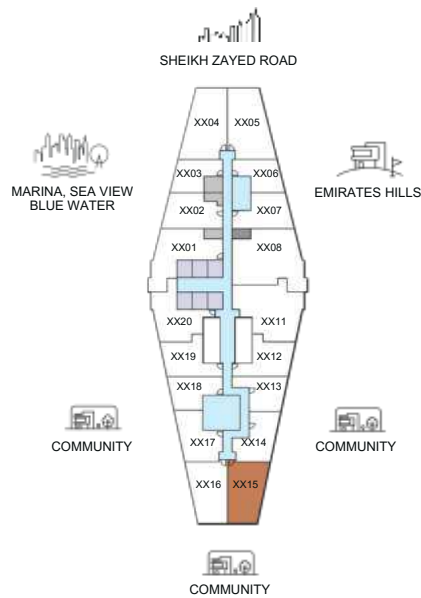 SHEIKH ZAYED ROAD
XX04 XX05
MARINA, SEA VIEW
BLUE WATER
XX03 XX06
EMIRATES HILLS
XX02 XX07
XX01 XX08
XX20 XX11
XX19 XX12
XX18 XX13
COMMUNITY
XX17 XX14
COMMUNITY
XX16 XX15
COMMUNITY